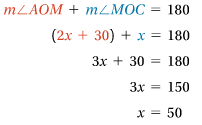 m∠AOM + m∠MOC = 180
(2x + 30) + x = 180
3x + 30 = 180
3x = 150
x = 50